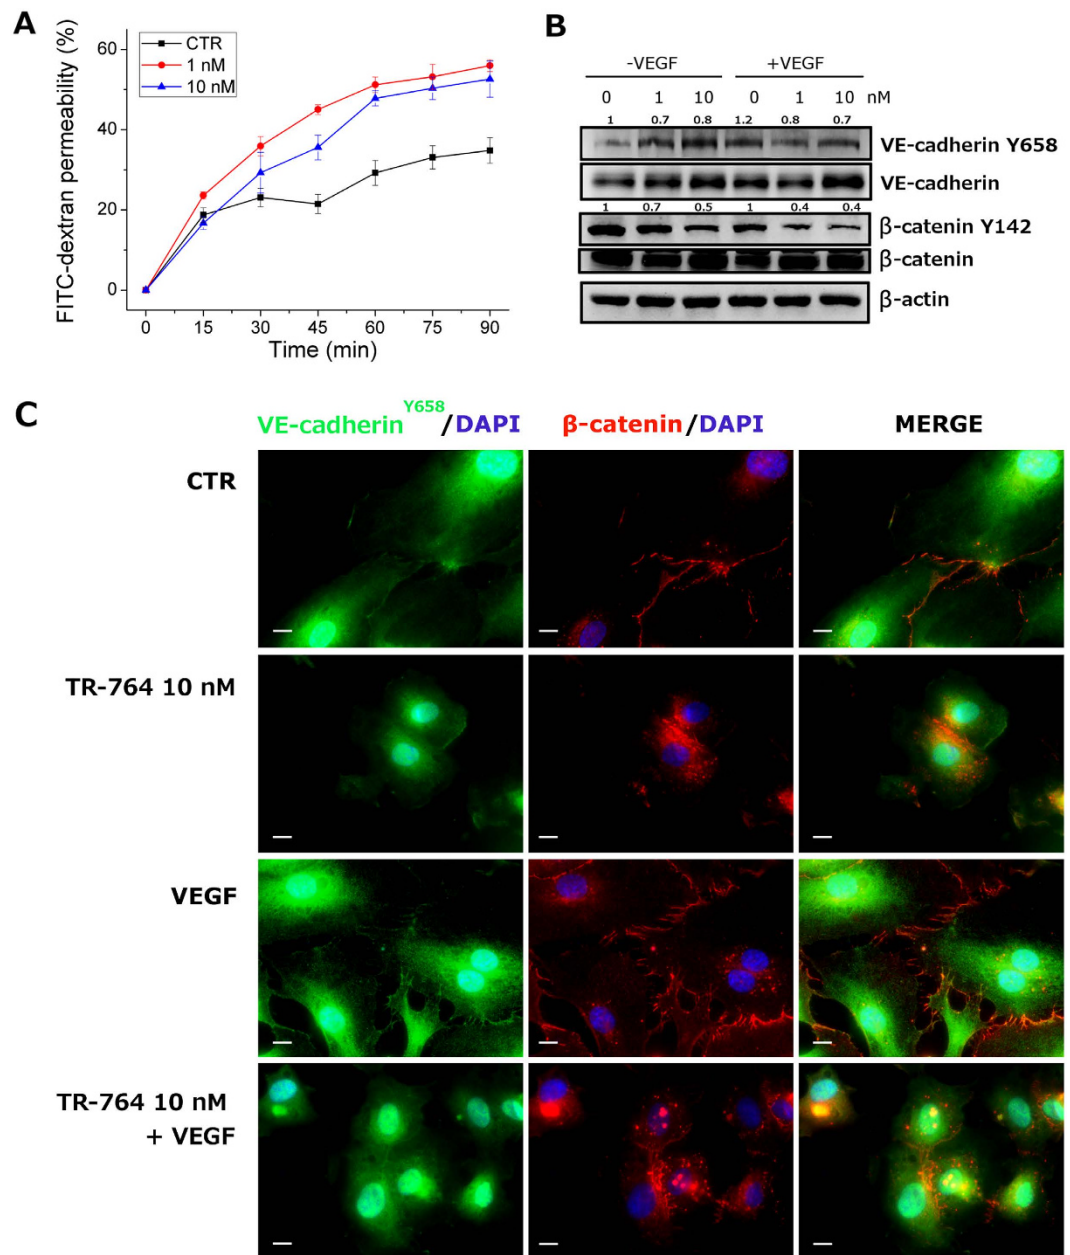 A
FITC-dextran permeability (%)
CTR
1 nM
10 nM
60
40
20
0
0 15 30 45 60 75 90
Time (min)
B
-VEGF +VEGF
0 1 10 0 1 10 nM
1 0.7 0.8 1.2 0.8 0.7
VE-cadherin Y658
VE-cadherin
1 0.7 0.5 1 0.4 0.4
β-catenin Y142
β-catenin
β-actin
C
VE-cadherin Y658/DAPI β-catenin/DAPI MERGE
CTR
TR-764 10 nM
VEGF
TR-764 10 nM
+ VEGF